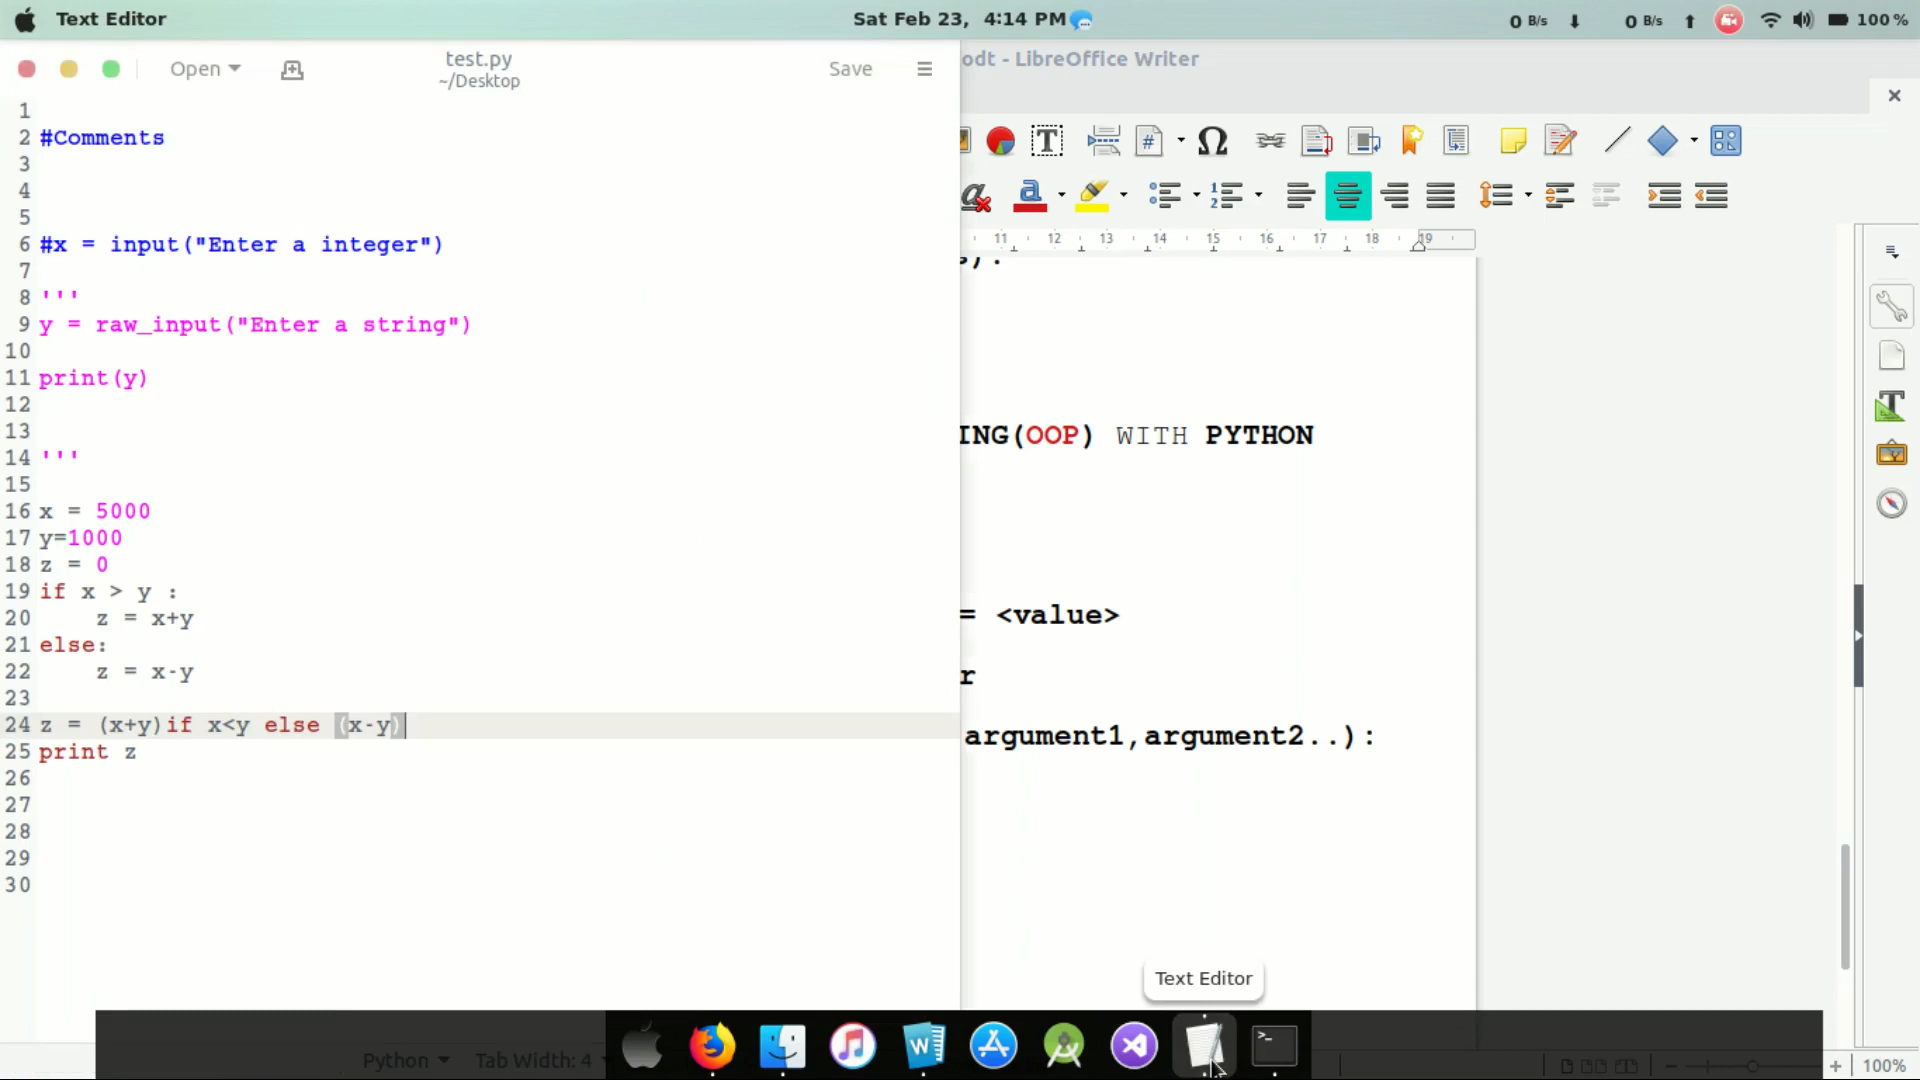 Text Editor
Sat Feb 23, 4:14 PM
0 B/s
0 B/s
100 %
Open
test.py
~/Desktop
Save
odt - LibreOffice Writer
1
2 #Comments
3
4
5
6 #x = input("Enter a integer")
7
8 '''
9 y = raw_input("Enter a string")
10
11 print(y)
12
13
14 '''
15
16 x = 5000
17 y=1000
18 z = 0
19 if x > y :
20 z = x+y
21 else:
22 z = x-y
23
24 z = (x+y)if x<y else (x-y)
25 print z
26
27
28
29
30
11 12 13 14 15 16 17 18 19
s):
ING(OOP) WITH PYTHON
= <value>
r
argument1,argument2..):
Text Editor
Python
Tab Width: 4
100%